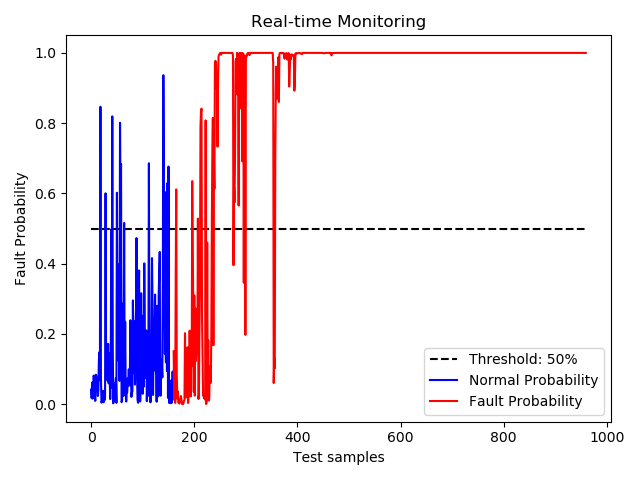 Real-time Monitoring
Fault Probability
1.0
0.8
0.6
0.4
0.2
0.0
Threshold: 50%
Normal Probability
Fault Probability
0
200
400
600
800
1000
Test samples